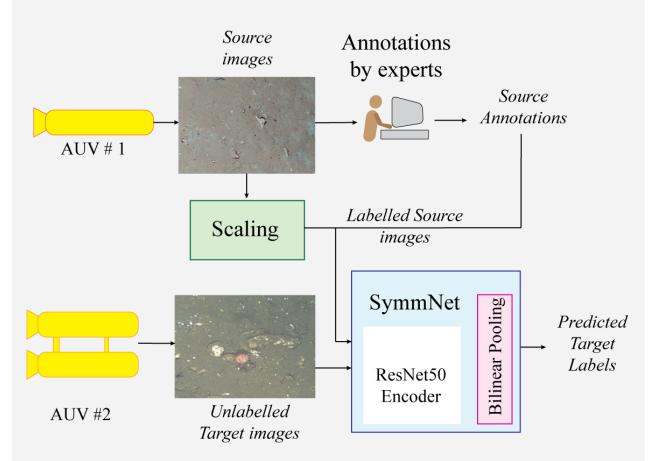 Source
images
Annotations
by experts
Source
Annotations
AUV # 1
Scaling
Labelled Source
images
SymmNet
ResNet50
Encoder
Bilinear Pooling
Predicted
Target
Labels
AUV #2
Unlabelled
Target images